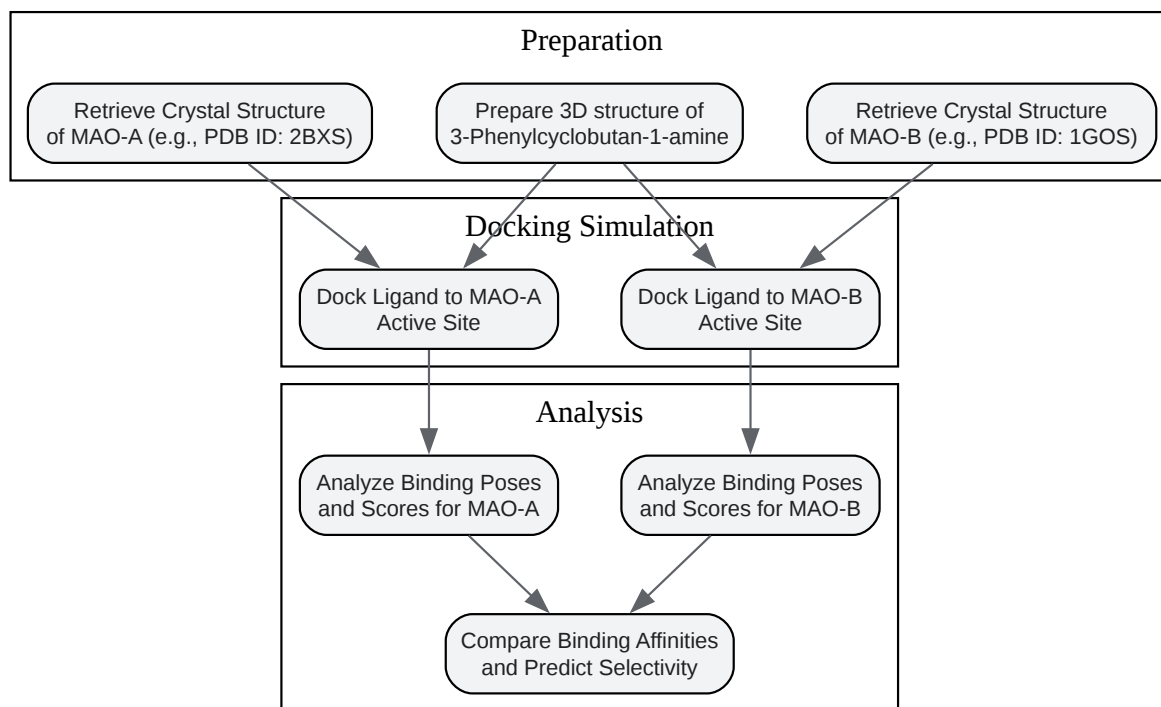 Preparation
Retrieve Crystal Structure
of MAO-A (e.g., PDB ID: 2BXS)
Prepare 3D structure of
3-Phenylcyclobutan-1-amine
Retrieve Crystal Structure
of MAO-B (e.g., PDB ID: 1GOS)
Docking Simulation
Dock Ligand to MAO-A
Active Site
Dock Ligand to MAO-B
Active Site
Analysis
Analyze Binding Poses
and Scores for MAO-A
Analyze Binding Poses
and Scores for MAO-B
Compare Binding Affinities
and Predict Selectivity